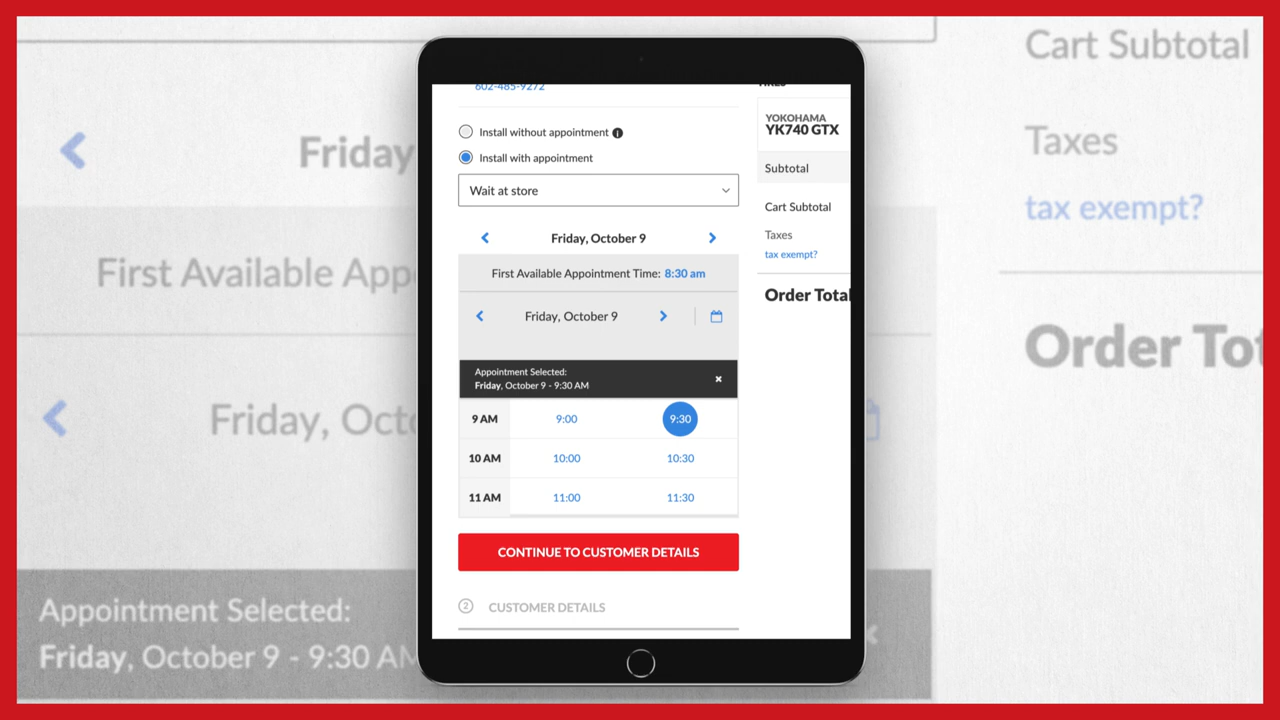 602-485-9272
Install without appointment
Install with appointment
Wait at store
Friday, October 9
First Available Appointment Time: 8:30 am
Friday, October 9
Appointment Selected:
Friday, October 9 - 9:30 AM
9 AM 9:00 9:30
10 AM 10:00 10:30
11 AM 11:00 11:30
CONTINUE TO CUSTOMER DETAILS
2 CUSTOMER DETAILS
YOKOHAMA
YK740 GTX
Subtotal
Cart Subtotal
Taxes
tax exempt?
Order Total
Friday
First Available App
Friday, Octo
Appointment Selected:
Friday, October 9 - 9:30 AM
Cart Subtotal
Taxes
tax exempt?
Order Tot